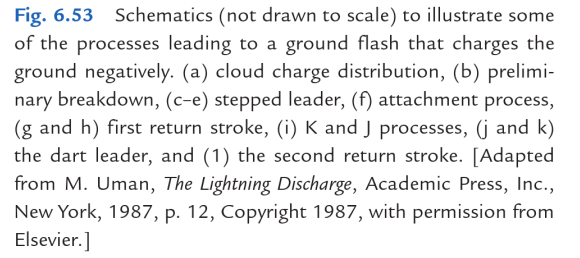 Fig. 6.53 Schematics (not drawn to scale) to illustrate some
of the processes leading to a ground flash that charges the
ground negatively. (a) cloud charge distribution, (b) prelimi-
nary breakdown, (c–e) stepped leader, (f) attachment process,
(g and h) first return stroke, (i) K and J processes, (j and k)
the dart leader, and (1) the second return stroke. [Adapted
from M. Uman, The Lightning Discharge, Academic Press, Inc.,
New York, 1987, p. 12, Copyright 1987, with permission from
Elsevier.]